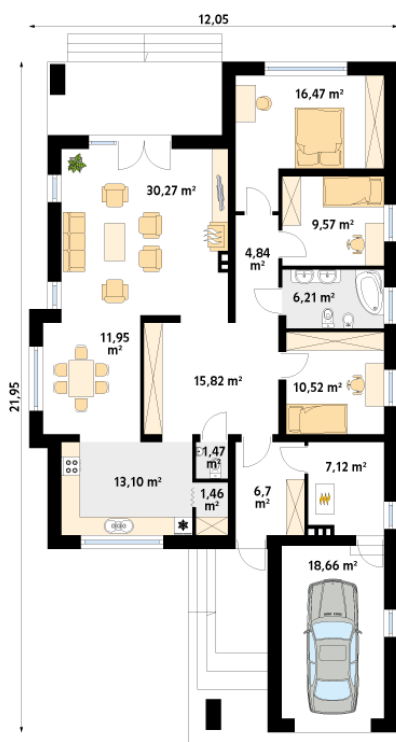 12,05
16,47 m²
30,27 m²
9,57 m²
4,84
m²
6,21 m²
11,95
m²
21,95
15,82 m²
10,52 m²
1,47
m²
7,12 m²
13,10 m²
1,46
m²
6,7
m²
18,66 m²